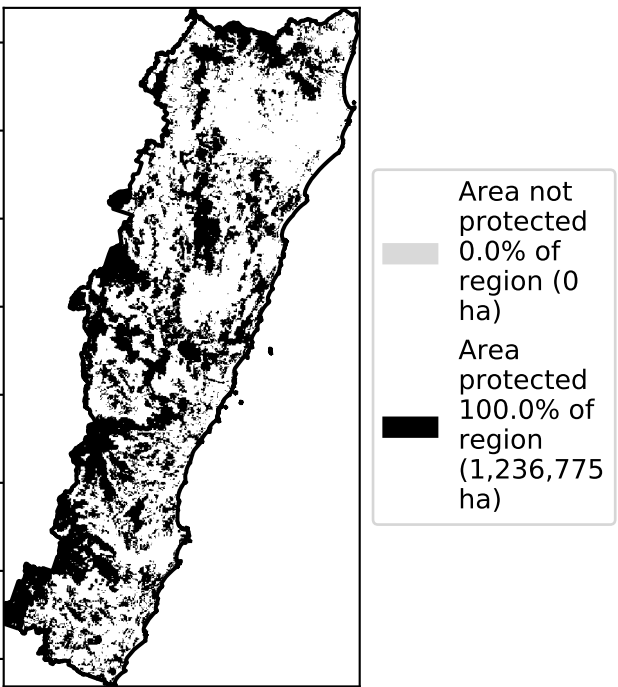 Area not
protected
0.0% of
region (0
ha)
Area
protected
100.0% of
region
(1,236,775
ha)